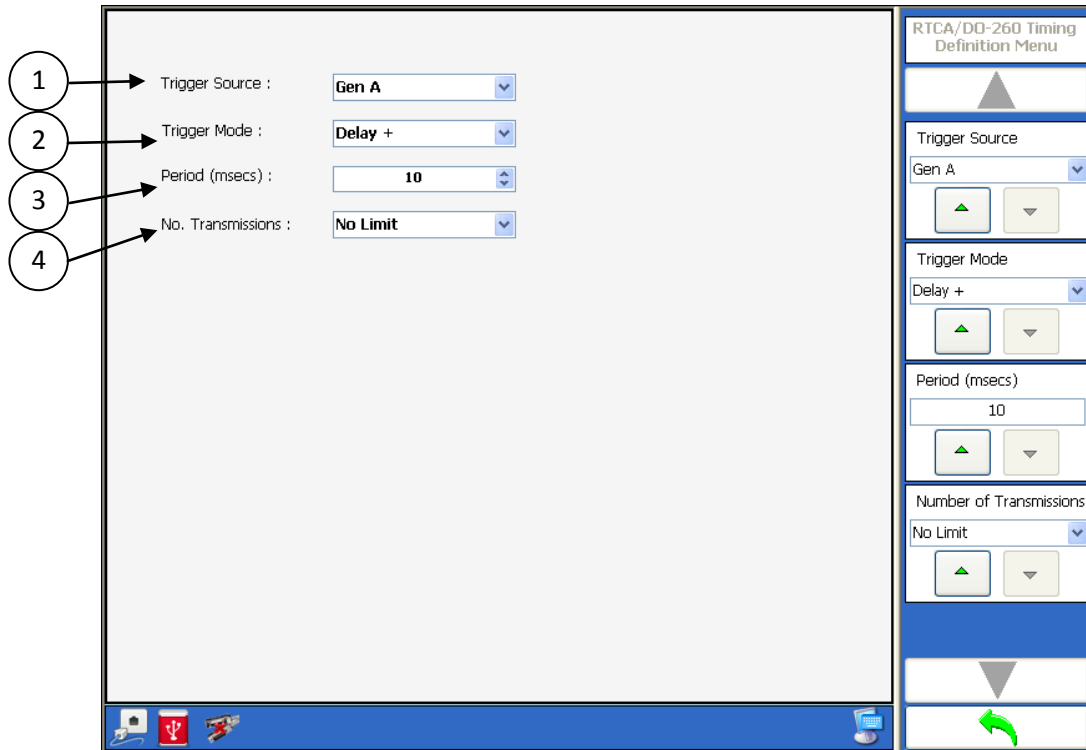 1
Trigger Source : Gen A
2
Trigger Mode : Delay +
3
Period (msecs) : 10
4
No. Transmissions : No Limit
RTCA/DO-260 Timing
Definition Menu
Trigger Source
Gen A
Trigger Mode
Delay +
Period (msecs)
10
Number of Transmissions
No Limit